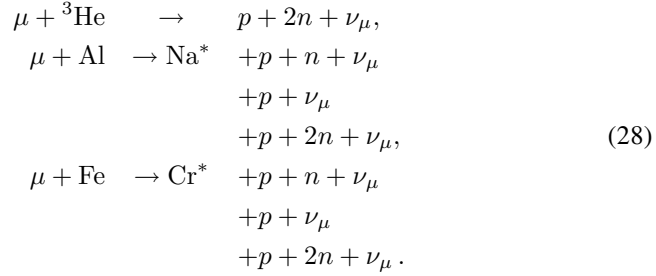 μ + ³He → p + 2n + ν_μ,
μ + Al → Na* + p + n + ν_μ
+ p + ν_μ
+ p + 2n + ν_μ, (28)
μ + Fe → Cr* + p + n + ν_μ
+ p + ν_μ
+ p + 2n + ν_μ .